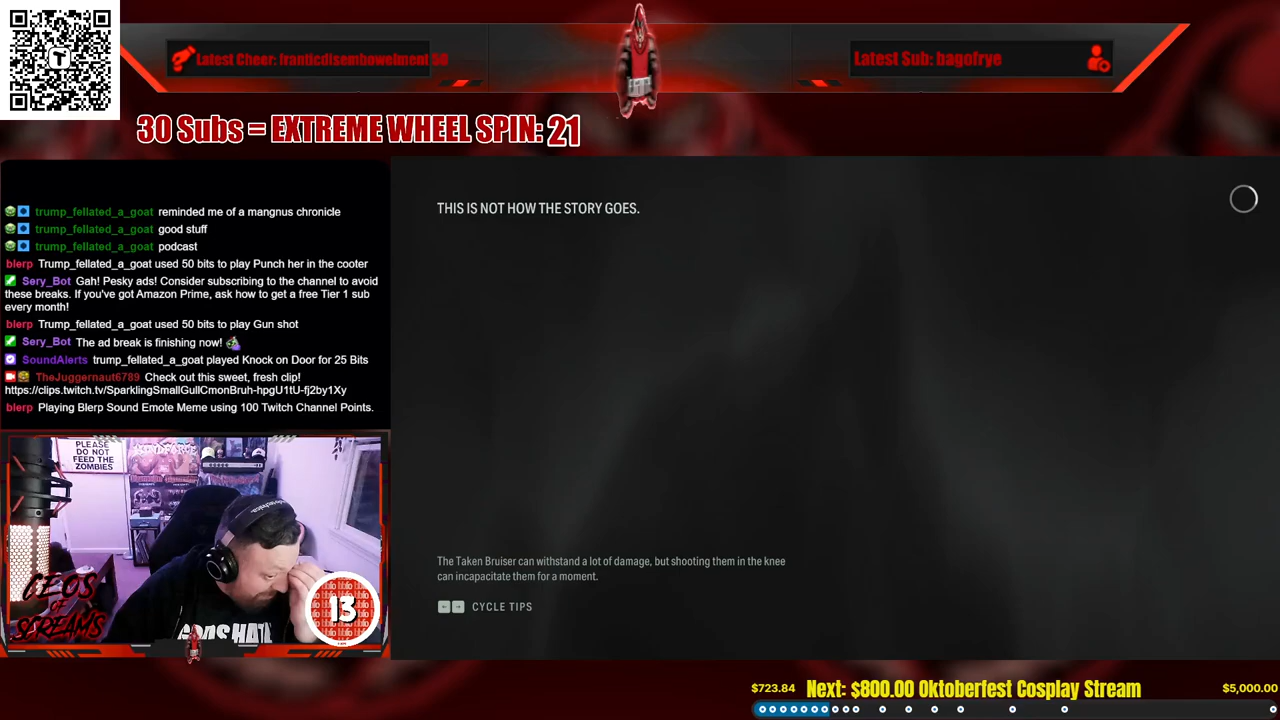 Latest Cheer: franticdisembowelment 50
Latest Sub: bagofrye
30 Subs = EXTREME WHEEL SPIN: 21
trump_fellated_a_goat reminded me of a mangnus chronicle
trump_fellated_a_goat good stuff
trump_fellated_a_goat podcast
blerp Trump_fellated_a_goat used 50 bits to play Punch her in the cooter
Sery_Bot Gah! Pesky ads! Consider subscribing to the channel to avoid
these breaks. If you've got Amazon Prime, ask how to get a free Tier 1 sub
every month!
blerp Trump_fellated_a_goat used 50 bits to play Gun shot
Sery_Bot The ad break is finishing now!
SoundAlerts trump_fellated_a_goat played Knock on Door for 25 Bits
TheJuggernaut6789 Check out this sweet, fresh clip!
https://clips.twitch.tv/SparklingSmallGullCmonBruh-hpgU1tU-fj2by1Xy
blerp Playing Blerp Sound Emote Meme using 100 Twitch Channel Points.
THIS IS NOT HOW THE STORY GOES.
The Taken Bruiser can withstand a lot of damage, but shooting them in the knee
can incapacitate them for a moment.
CYCLE TIPS
PLEASE
DO NOT
FEED THE
ZOMBIES
CEOS
OF
SCREAMS
13
$723.84 Next: $800.00 Oktoberfest Cosplay Stream $5,000.00